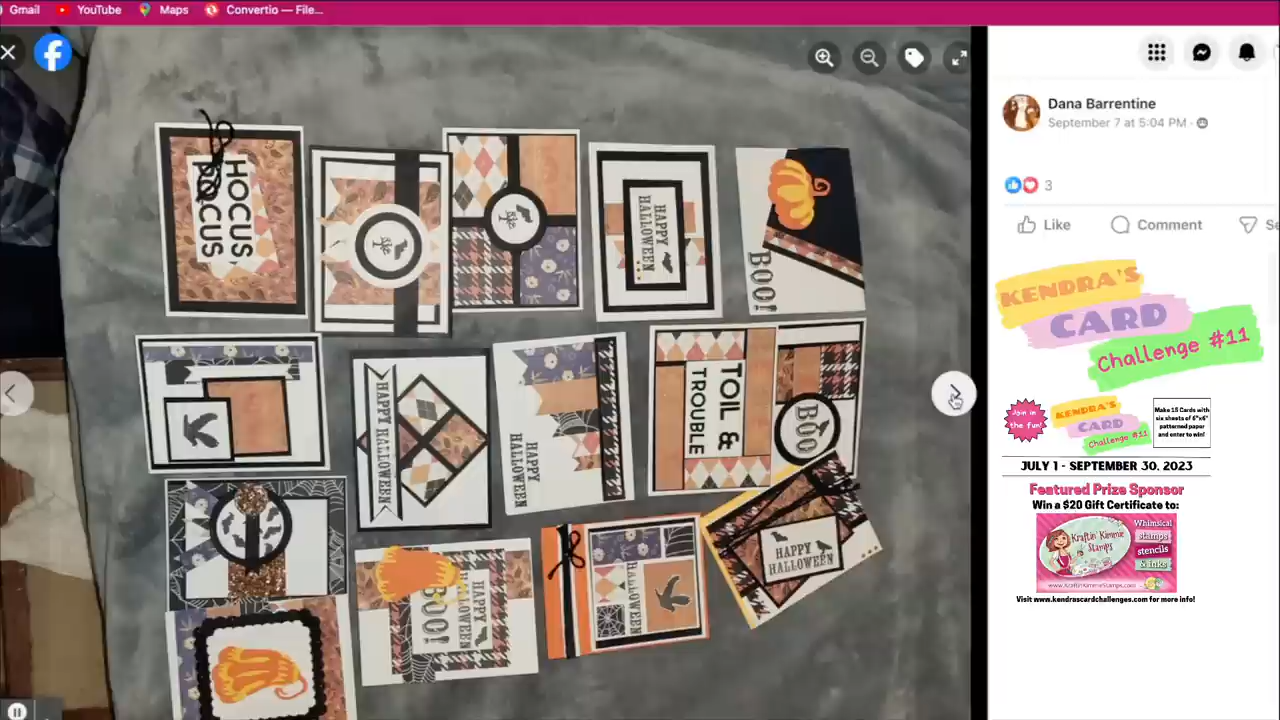 Gmail
YouTube
Maps
Convertio — File...
Dana Barrentine
September 7 at 5:04 PM
3
Like
Comment
KENDRA'S
CARD
Challenge #11
Join in
the fun!
KENDRA'S
CARD
Challenge #11
Make 15 Cards with
six sheets of 6"x6"
patterned paper
and enter to win!
JULY 1 - SEPTEMBER 30, 2023
Featured Prize Sponsor
Win a $20 Gift Certificate to:
Kraftin' Kimmie
Stamps
Whimsical
stamps
stencils
& inks
www.KraftinKimmieStamps.com
Visit www.kendrascardchallenges.com for more info!
HOCUS
POCUS
HAPPY
HALLOWEEN
BOO!
HAPPY HALLOWEEN
HAPPY
HALLOWEEN
TOIL &
TROUBLE
BOO
BOO!
HAPPY
HALLOWEEN
HALLOWEEN
HAPPY
HALLOWEEN